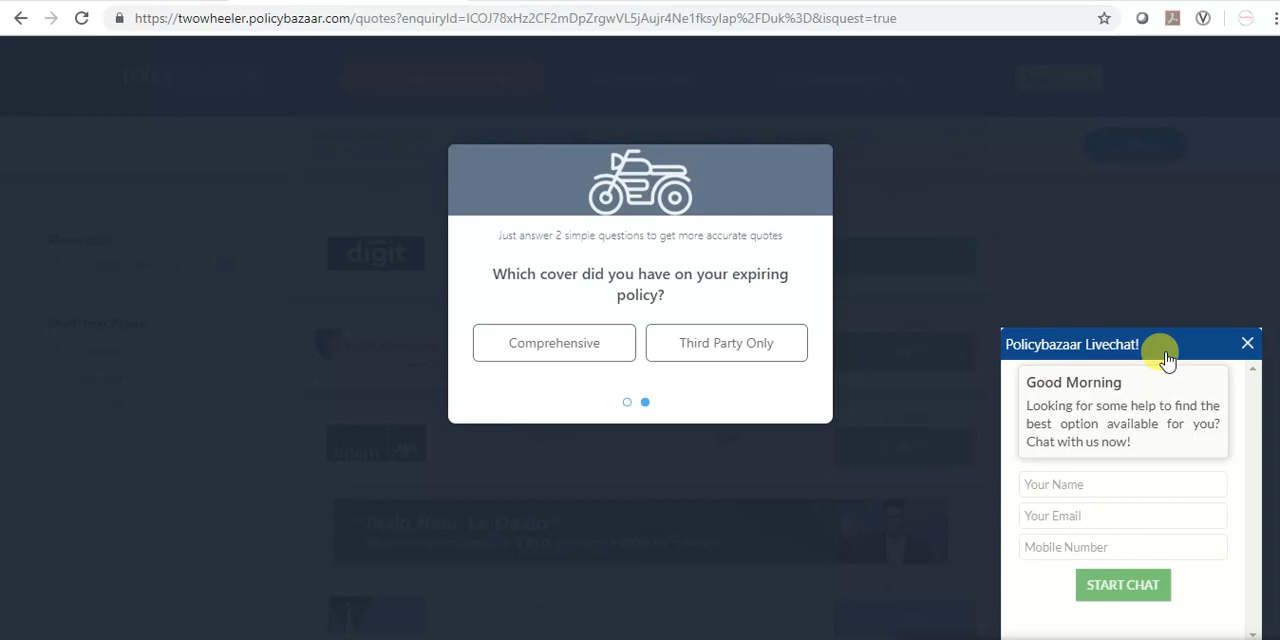 https://twowheeler.policybazaar.com/quotes?enquiryId=ICOJ78xHz2CF2mDpZrgwVL5jAujr4Ne1fksylap%2FDuk%3D&isquest=true
digit
Just answer 2 simple questions to get more accurate quotes
Which cover did you have on your expiring
policy?
Comprehensive
Third Party Only
Policybazaar Livechat!
Good Morning
Looking for some help to find the
best option available for you?
Chat with us now!
Your Name
Your Email
Mobile Number
START CHAT